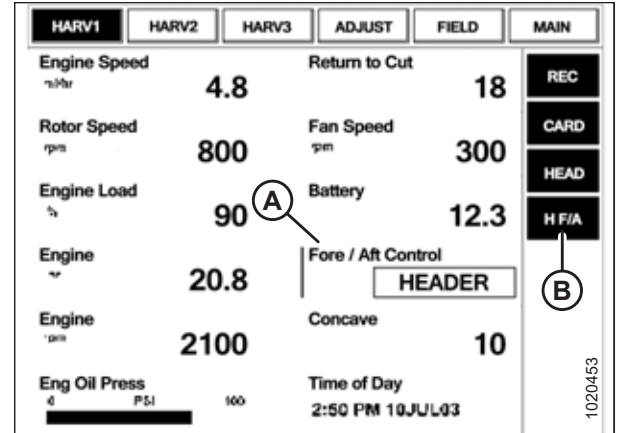 HARV1 HARV2 HARV3 ADJUST FIELD MAIN
Engine Speed
4.8
Return to Cut
18
REC
Rotor Speed
rpm
800
Fan Speed
rpm
300
CARD
HEAD
Engine Load
%
90
A
Battery
12.3
H F/A
Engine
20.8
Fore / Aft Control
HEADER
B
Engine
rpm
2100
Concave
10
Eng Oil Press
0 PSI 100
Time of Day
2:50 PM 10JUL03
1020453